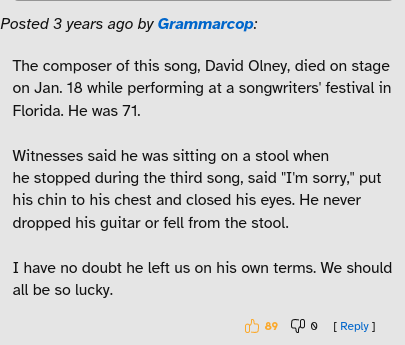 Posted 3 years ago by Grammarcop:
The composer of this song, David Olney, died on stage
on Jan. 18 while performing at a songwriters' festival in
Florida. He was 71.
Witnesses said he was sitting on a stool when
he stopped during the third song, said "I'm sorry," put
his chin to his chest and closed his eyes. He never
dropped his guitar or fell from the stool.
I have no doubt he left us on his own terms. We should
all be so lucky.
89 0 [ Reply ]